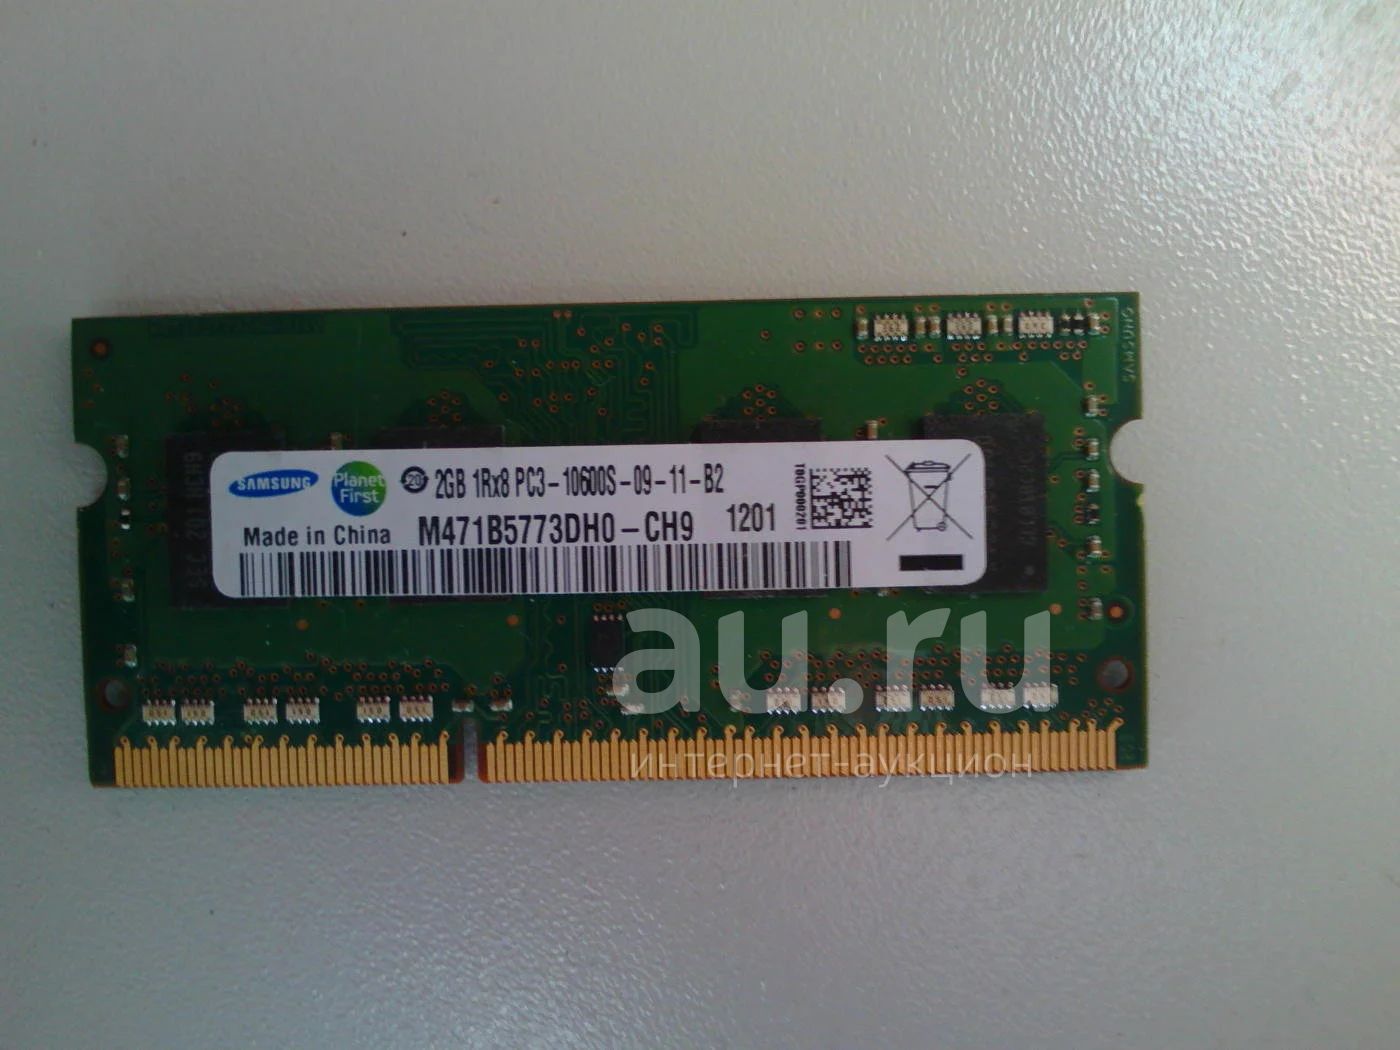 SAMSUNG
SAMSUNG
Planet First
2GB 1Rx8 PC3-10600S-09-11-B2
Made in China
M471B5773DH0-CH9
1201
au.ru
интернет-аукцион